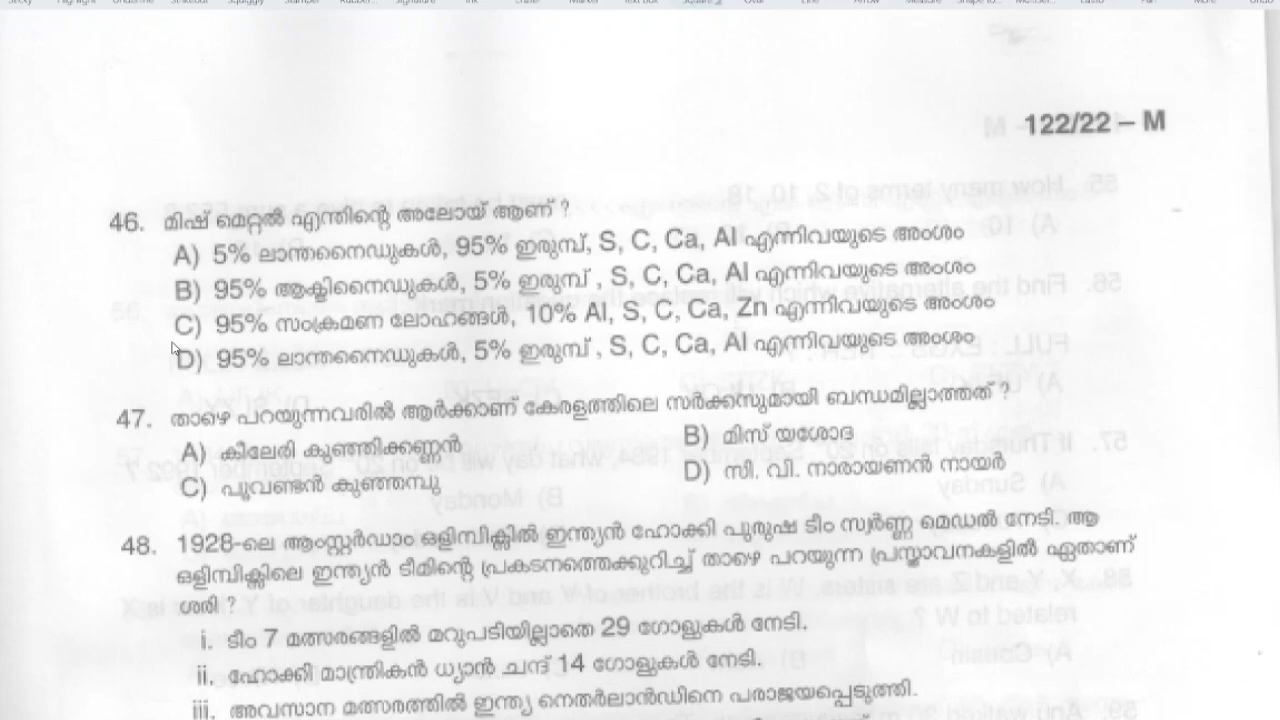 122/22 – M
46. മിഷ് മെറ്റൽ എന്തിന്റെ അലോയ് ആണ് ?
A) 5% ലാന്തനൈഡുകൾ, 95% ഇരുമ്പ്, S, C, Ca, Al എന്നിവയുടെ അംശം
B) 95% ആക്ടിനൈഡുകൾ, 5% ഇരുമ്പ് , S, C, Ca, Al എന്നിവയുടെ അംശം
C) 95% സംക്രമണ ലോഹങ്ങൾ, 10% Al, S, C, Ca, Zn എന്നിവയുടെ അംശം
D) 95% ലാന്തനൈഡുകൾ, 5% ഇരുമ്പ് , S, C, Ca, Al എന്നിവയുടെ അംശം
47. താഴെ പറയുന്നവരിൽ ആർക്കാണ് കേരളത്തിലെ സർക്കസുമായി ബന്ധമില്ലാത്തത് ?
A) കീലേരി കുഞ്ഞിക്കണ്ണൻ B) മിസ് യശോദ
C) പൂവണ്ടൻ കുഞ്ഞമ്പു D) സി. വി. നാരായണൻ നായർ
48. 1928-ലെ ആംസ്റ്റർഡാം ഒളിമ്പിക്സിൽ ഇന്ത്യൻ ഹോക്കി പുരുഷ ടീം സ്വർണ്ണ മെഡൽ നേടി. ആ
ഒളിമ്പിക്സിലെ ഇന്ത്യൻ ടീമിന്റെ പ്രകടനത്തെക്കുറിച്ച് താഴെ പറയുന്ന പ്രസ്താവനകളിൽ ഏതാണ്
ശരി ?
i. ടീം 7 മത്സരങ്ങളിൽ മറുപടിയില്ലാതെ 29 ഗോളുകൾ നേടി.
ii. ഹോക്കി മാന്ത്രികൻ ധ്യാൻ ചന്ദ് 14 ഗോളുകൾ നേടി.
iii. അവസാന മത്സരത്തിൽ ഇന്ത്യ നെതർലാൻഡിനെ പരാജയപ്പെടുത്തി.